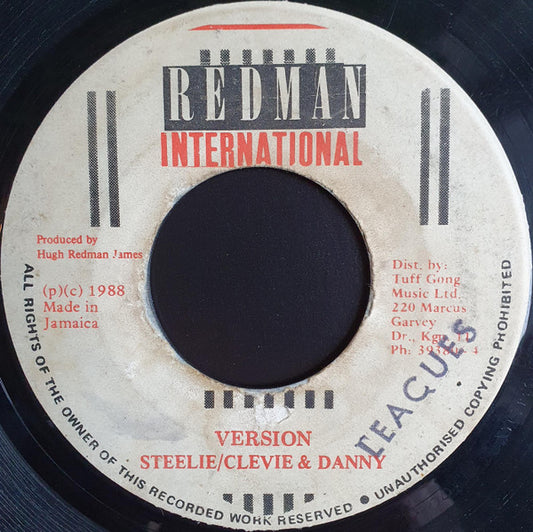 REDMAN
INTERNATIONAL
Produced by
Hugh Redman James
(p)(c) 1988
Made in
Jamaica
Dist. by:
Tuff Gong
Music Ltd.
220 Marcus
Garvey
Dr., Kgn. 11
Ph:
LEAGUES
VERSION
STEELIE/CLEVIE & DANNY
ALL RIGHTS OF THE OWNER OF THIS RECORDED WORK RESERVED ● UNAUTHORISED COPYING PROHIBITED